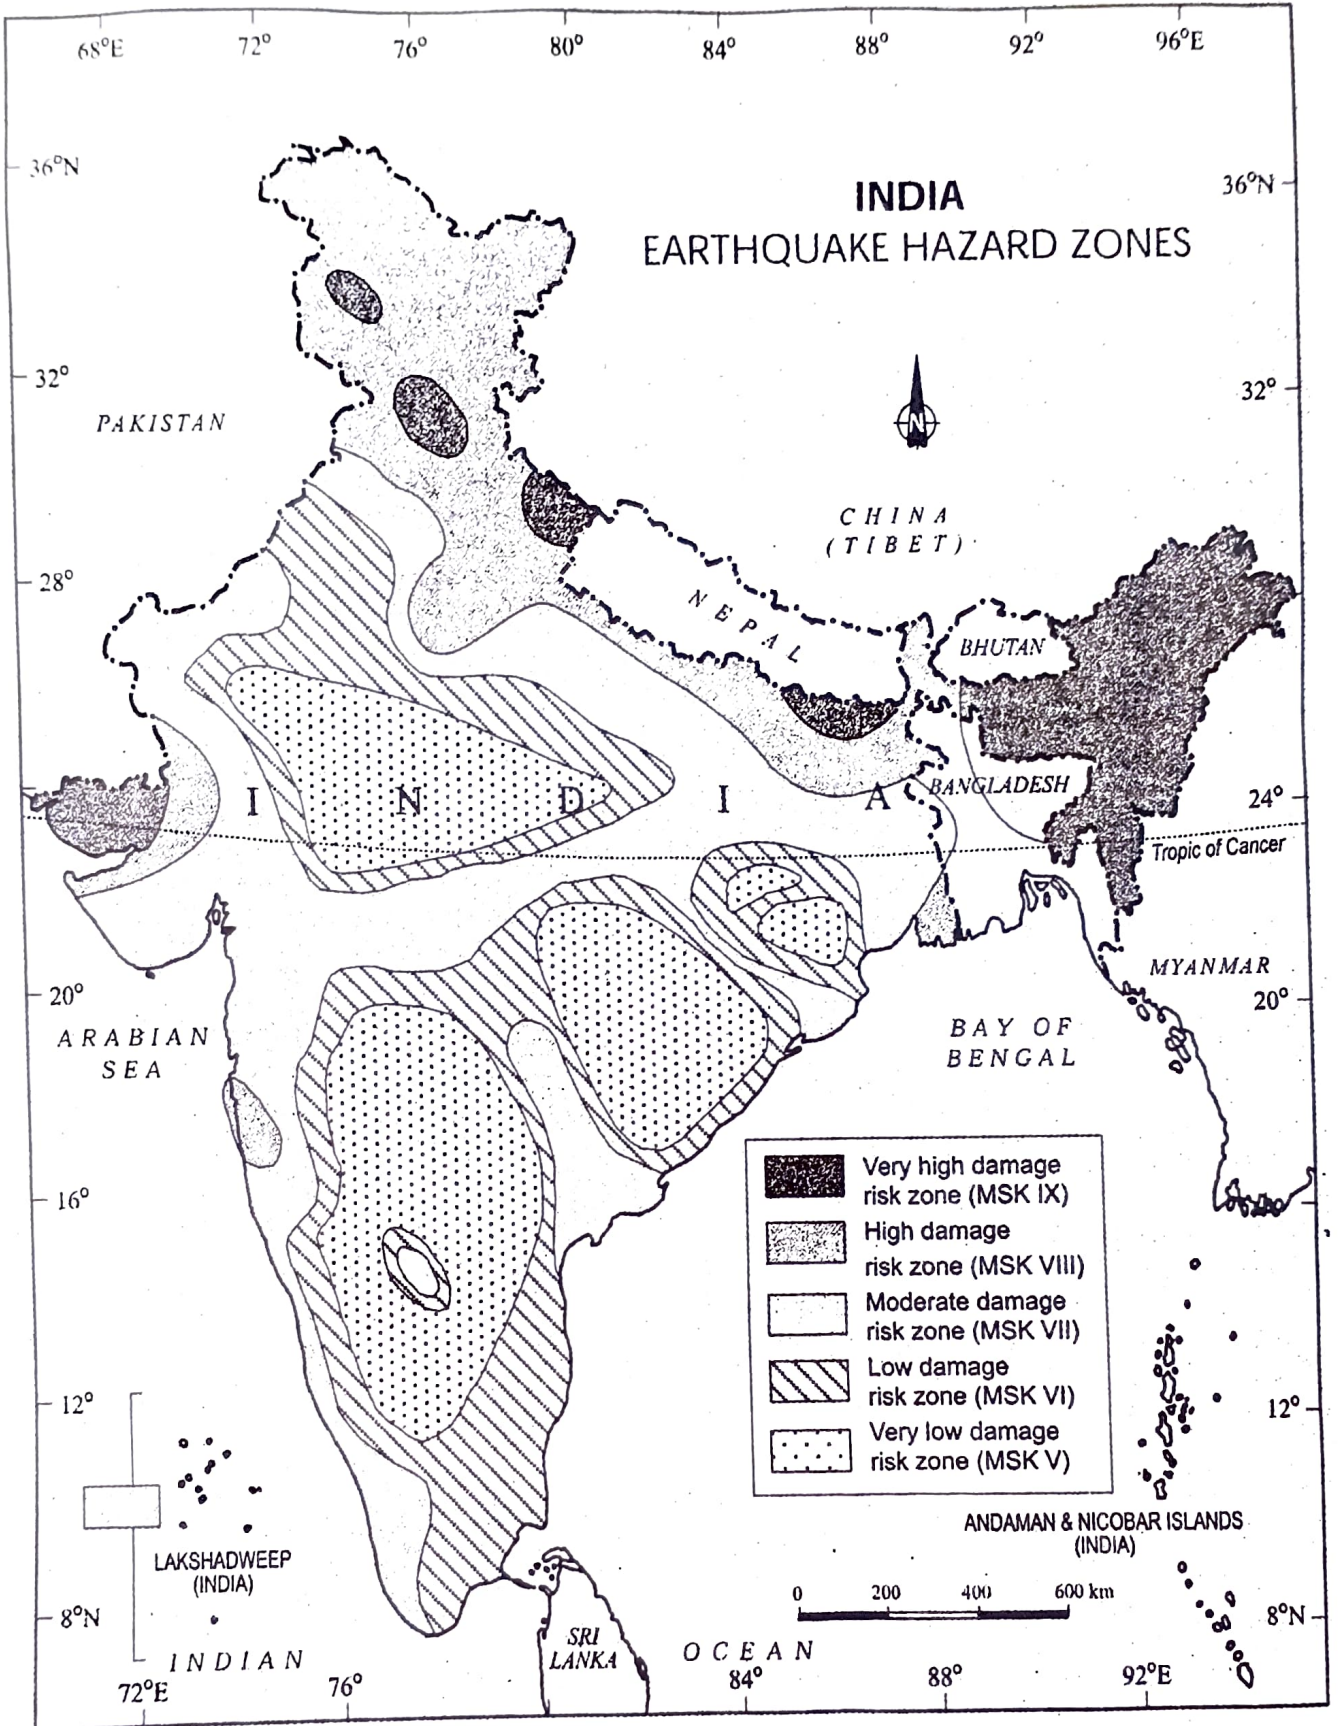 68°E 72° 76° 80° 84° 88° 92° 96°E
36°N
36°N
INDIA
EARTHQUAKE HAZARD ZONES
32°
32°
PAKISTAN
N
CHINA
(TIBET)
28°
NEPAL
BHUTAN
BANGLADESH
I N D I A
24°
Tropic of Cancer
MYANMAR
20°
20°
ARABIAN
SEA
BAY OF
BENGAL
16°
Very high damage
risk zone (MSK IX)
High damage
risk zone (MSK VIII)
Moderate damage
risk zone (MSK VII)
Low damage
risk zone (MSK VI)
Very low damage
risk zone (MSK V)
12°
12°
LAKSHADWEEP
(INDIA)
ANDAMAN & NICOBAR ISLANDS
(INDIA)
0 200 400 600 km
8°N
8°N
SRI
LANKA
INDIAN OCEAN
72°E 76° 84° 88° 92°E